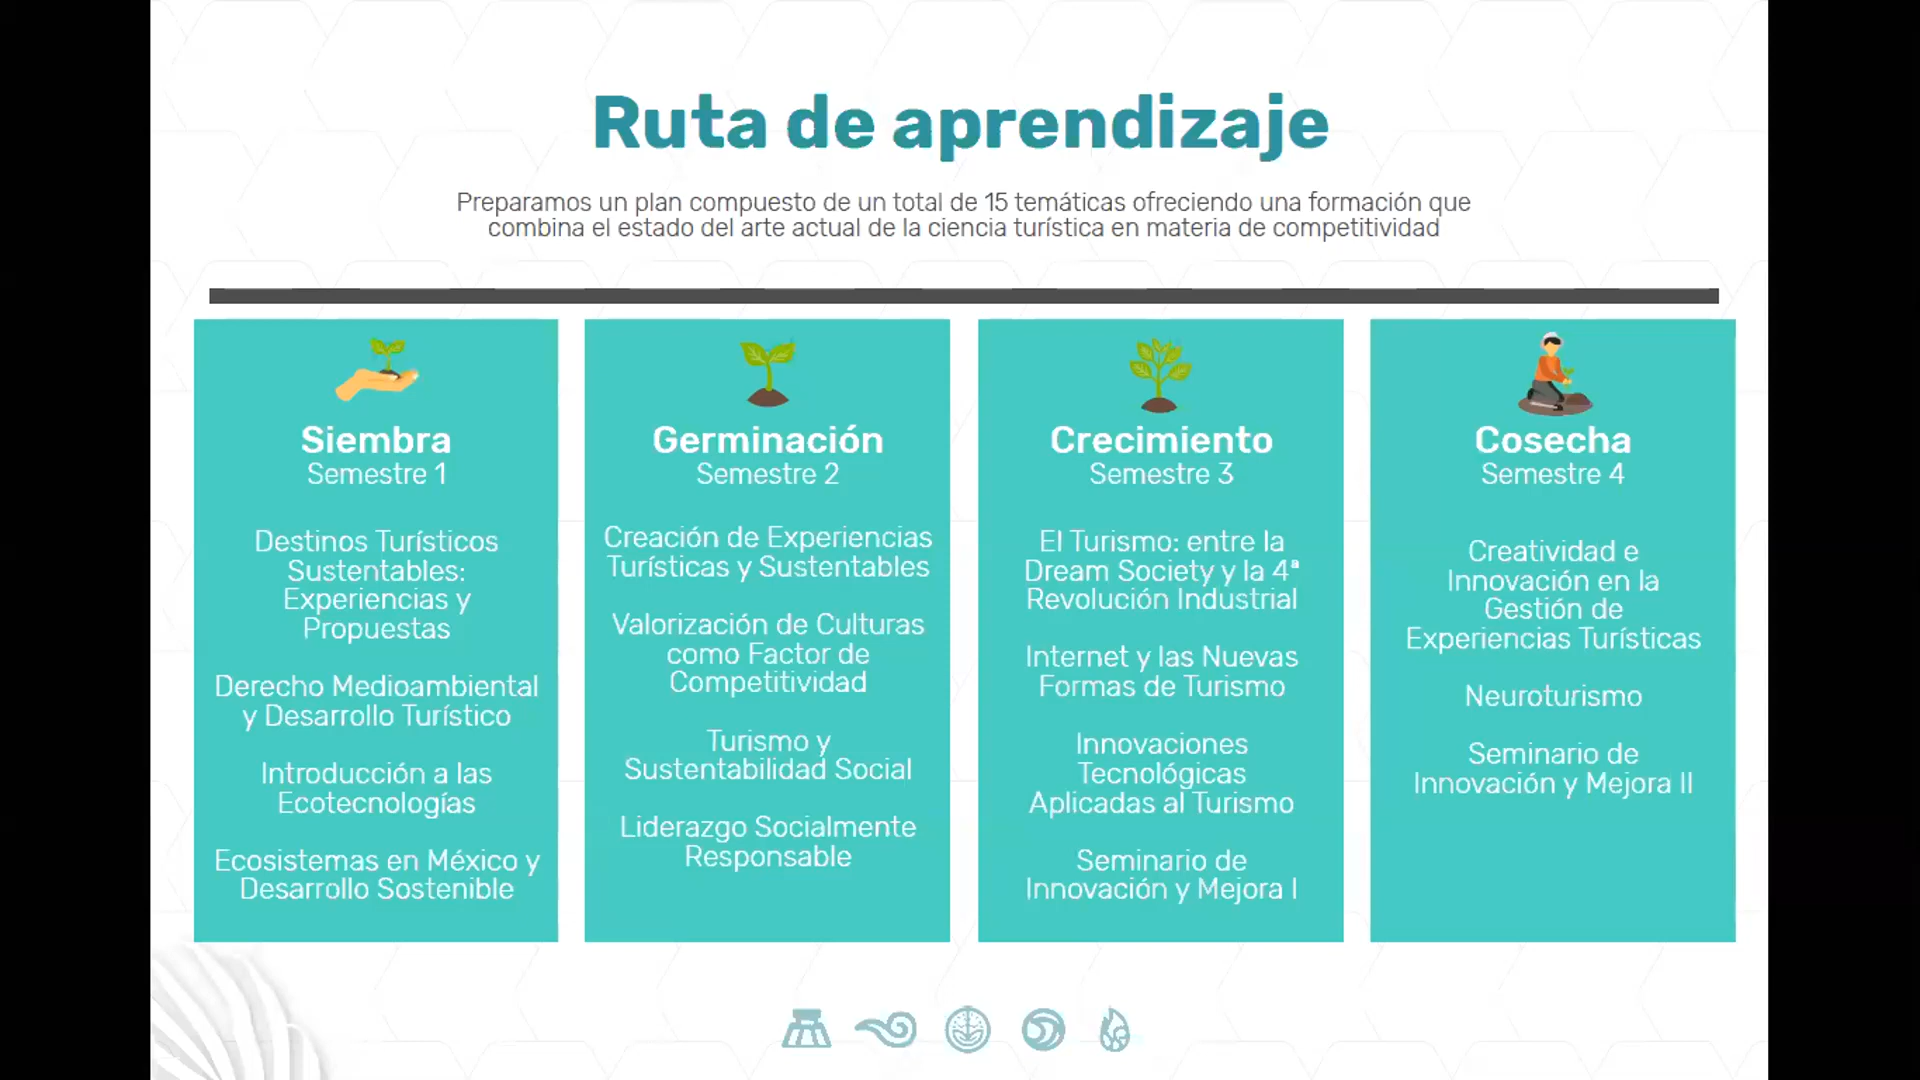 Ruta de aprendizaje
Preparamos un plan compuesto de un total de 15 temáticas ofreciendo una formación que
combina el estado del arte actual de la ciencia turística en materia de competitividad
Siembra
Semestre 1
Destinos Turísticos
Sustentables:
Experiencias y
Propuestas
Derecho Medioambiental
y Desarrollo Turístico
Introducción a las
Ecotecnologías
Ecosistemas en México y
Desarrollo Sostenible
Germinación
Semestre 2
Creación de Experiencias
Turísticas y Sustentables
Valorización de Culturas
como Factor de
Competitividad
Turismo y
Sustentabilidad Social
Liderazgo Socialmente
Responsable
Crecimiento
Semestre 3
El Turismo: entre la
Dream Society y la 4ª
Revolución Industrial
Internet y las Nuevas
Formas de Turismo
Innovaciones
Tecnológicas
Aplicadas al Turismo
Seminario de
Innovación y Mejora I
Cosecha
Semestre 4
Creatividad e
Innovación en la
Gestión de
Experiencias Turísticas
Neuroturismo
Seminario de
Innovación y Mejora II